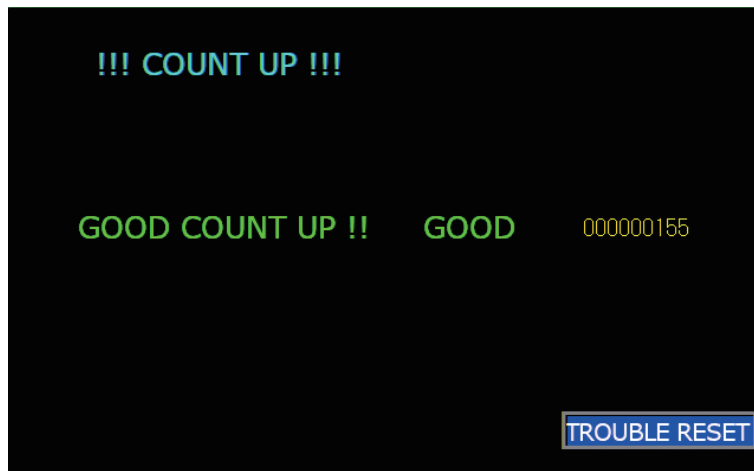 !!! COUNT UP !!!
GOOD COUNT UP !! GOOD 000000155
TROUBLE RESET